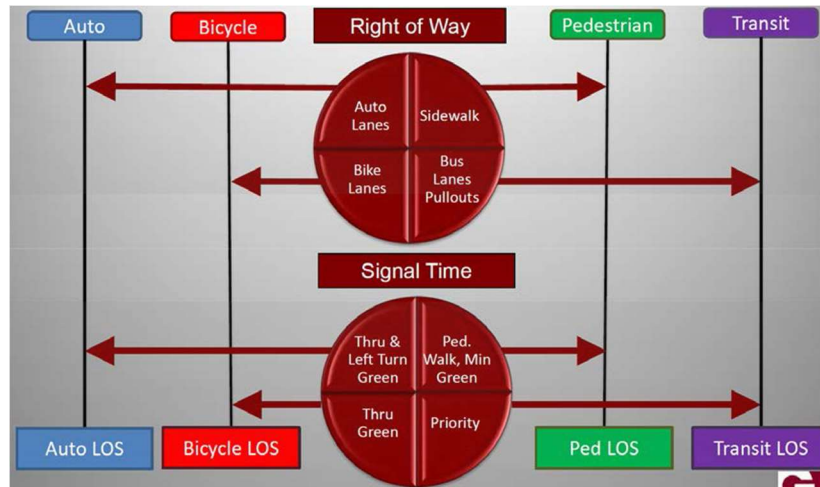 Auto
Bicycle
Right of Way
Pedestrian
Transit
Auto
Lanes
Sidewalk
Bike
Lanes
Bus
Lanes
Pullouts
Signal Time
Thru &
Left Turn
Green
Ped.
Walk, Min
Green
Thru
Green
Priority
Auto LOS
Bicycle LOS
Ped LOS
Transit LOS